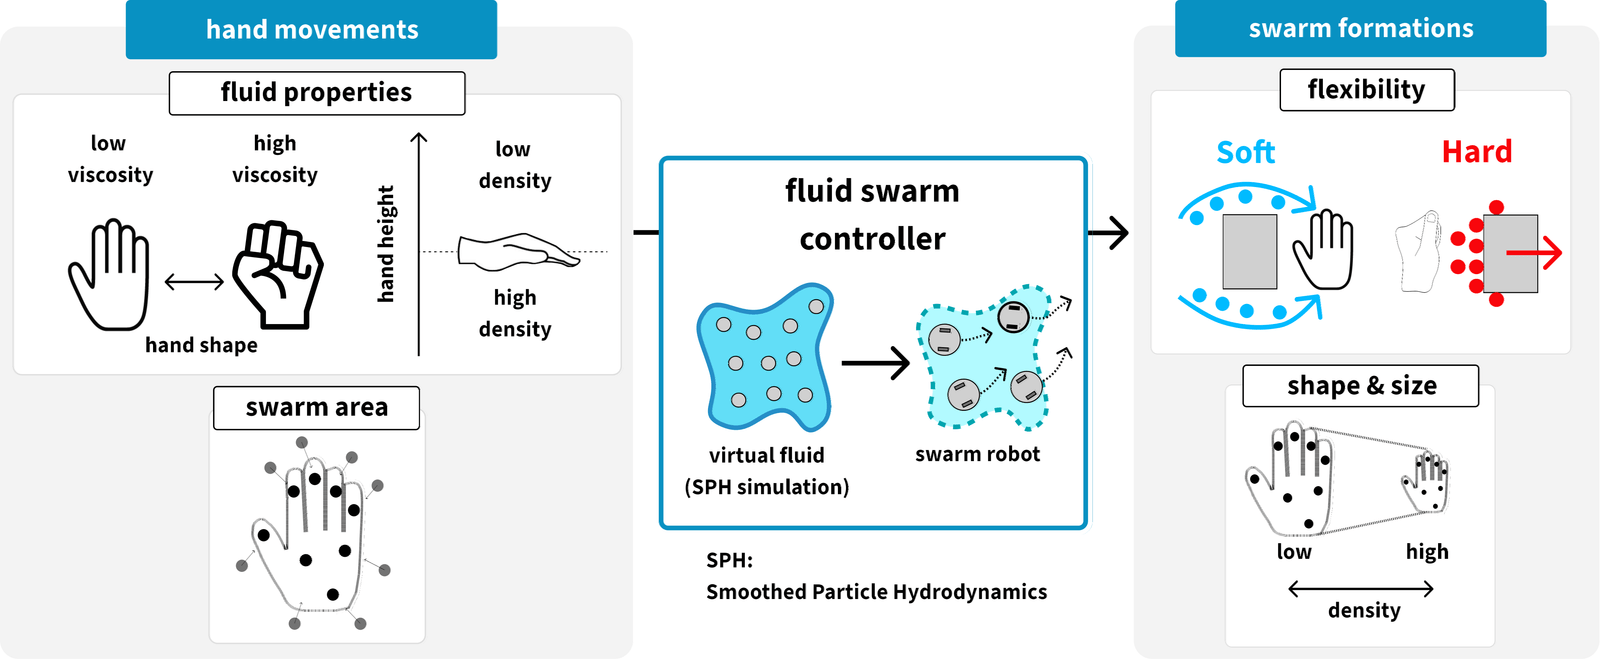 hand movements
fluid properties
low
viscosity
high
viscosity
hand shape
hand height
low
density
high
density
swarm area
fluid swarm
controller
virtual fluid
(SPH simulation)
swarm robot
SPH:
Smoothed Particle Hydrodynamics
swarm formations
flexibility
Soft
Hard
shape & size
low
high
density